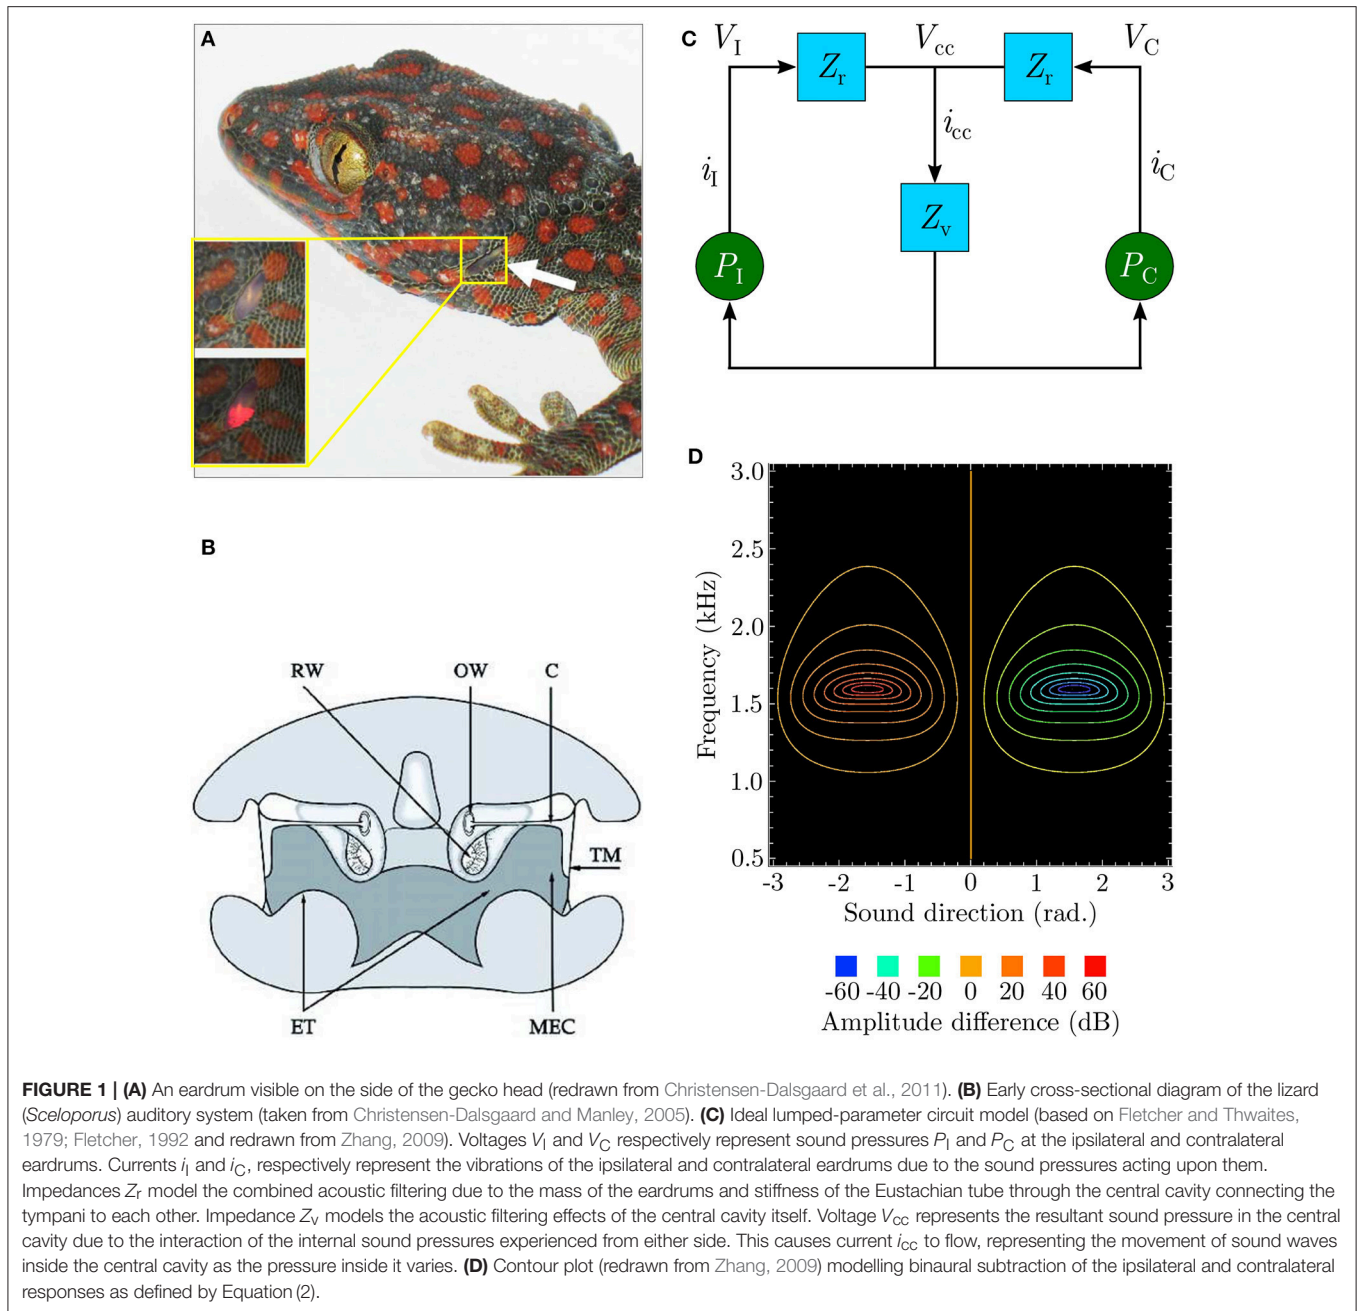 A
B
RW OW C
TM
ET MEC
C
V_I V_cc V_C
Z_r Z_r
i_cc
i_I i_C
Z_v
P_I P_C
D
Frequency (kHz)
3.0
2.5
2.0
1.5
1.0
0.5
-3 -2 -1 0 1 2 3
Sound direction (rad.)
-60 -40 -20 0 20 40 60
Amplitude difference (dB)
FIGURE 1 | (A) An eardrum visible on the side of the gecko head (redrawn from Christensen-Dalsgaard et al., 2011). (B) Early cross-sectional diagram of the lizard
(Sceloporus) auditory system (taken from Christensen-Dalsgaard and Manley, 2005). (C) Ideal lumped-parameter circuit model (based on Fletcher and Thwaites,
1979; Fletcher, 1992 and redrawn from Zhang, 2009). Voltages V_I and V_C respectively represent sound pressures P_I and P_C at the ipsilateral and contralateral
eardrums. Currents i_I and i_C, respectively represent the vibrations of the ipsilateral and contralateral eardrums due to the sound pressures acting upon them.
Impedances Z_r model the combined acoustic filtering due to the mass of the eardrums and stiffness of the Eustachian tube through the central cavity connecting the
tympani to each other. Impedance Z_v models the acoustic filtering effects of the central cavity itself. Voltage V_cc represents the resultant sound pressure in the central
cavity due to the interaction of the internal sound pressures experienced from either side. This causes current i_cc to flow, representing the movement of sound waves
inside the central cavity as the pressure inside it varies. (D) Contour plot (redrawn from Zhang, 2009) modelling binaural subtraction of the ipsilateral and contralateral
responses as defined by Equation (2).